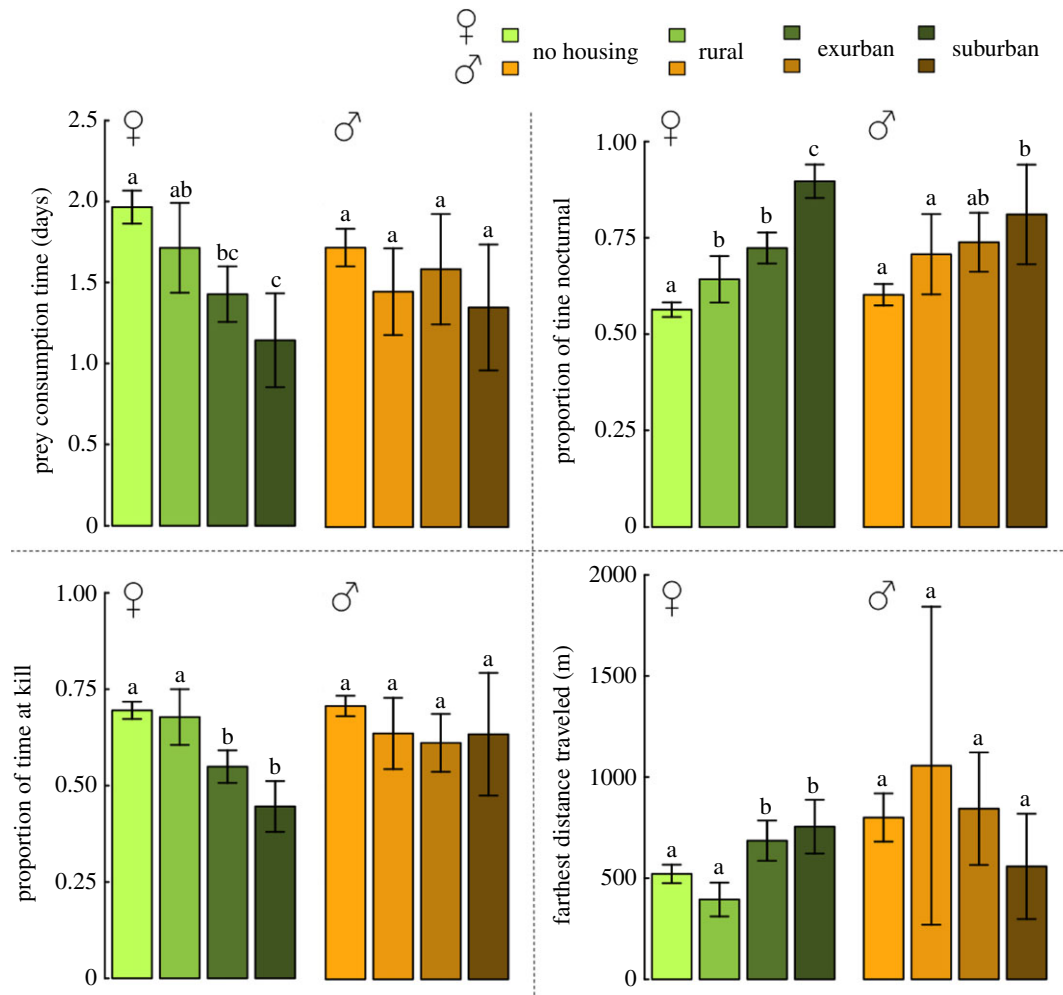 ♀
♂ no housing rural exurban suburban
prey consumption time (days)
2.5
2.0
1.5
1.0
0.5
0
♀ ♂
a ab bc c a a a a
proportion of tine nocturnal
1.00
0.75
0.50
0.25
0
♀ ♂
a b b c a a ab b
proportion of time at kill
1.00
0.75
0.50
0.25
0
♀ ♂
a a b b a a a a
farthest distance traveled (m)
2000
1500
1000
500
0
♀ ♂
a a b b a a a a